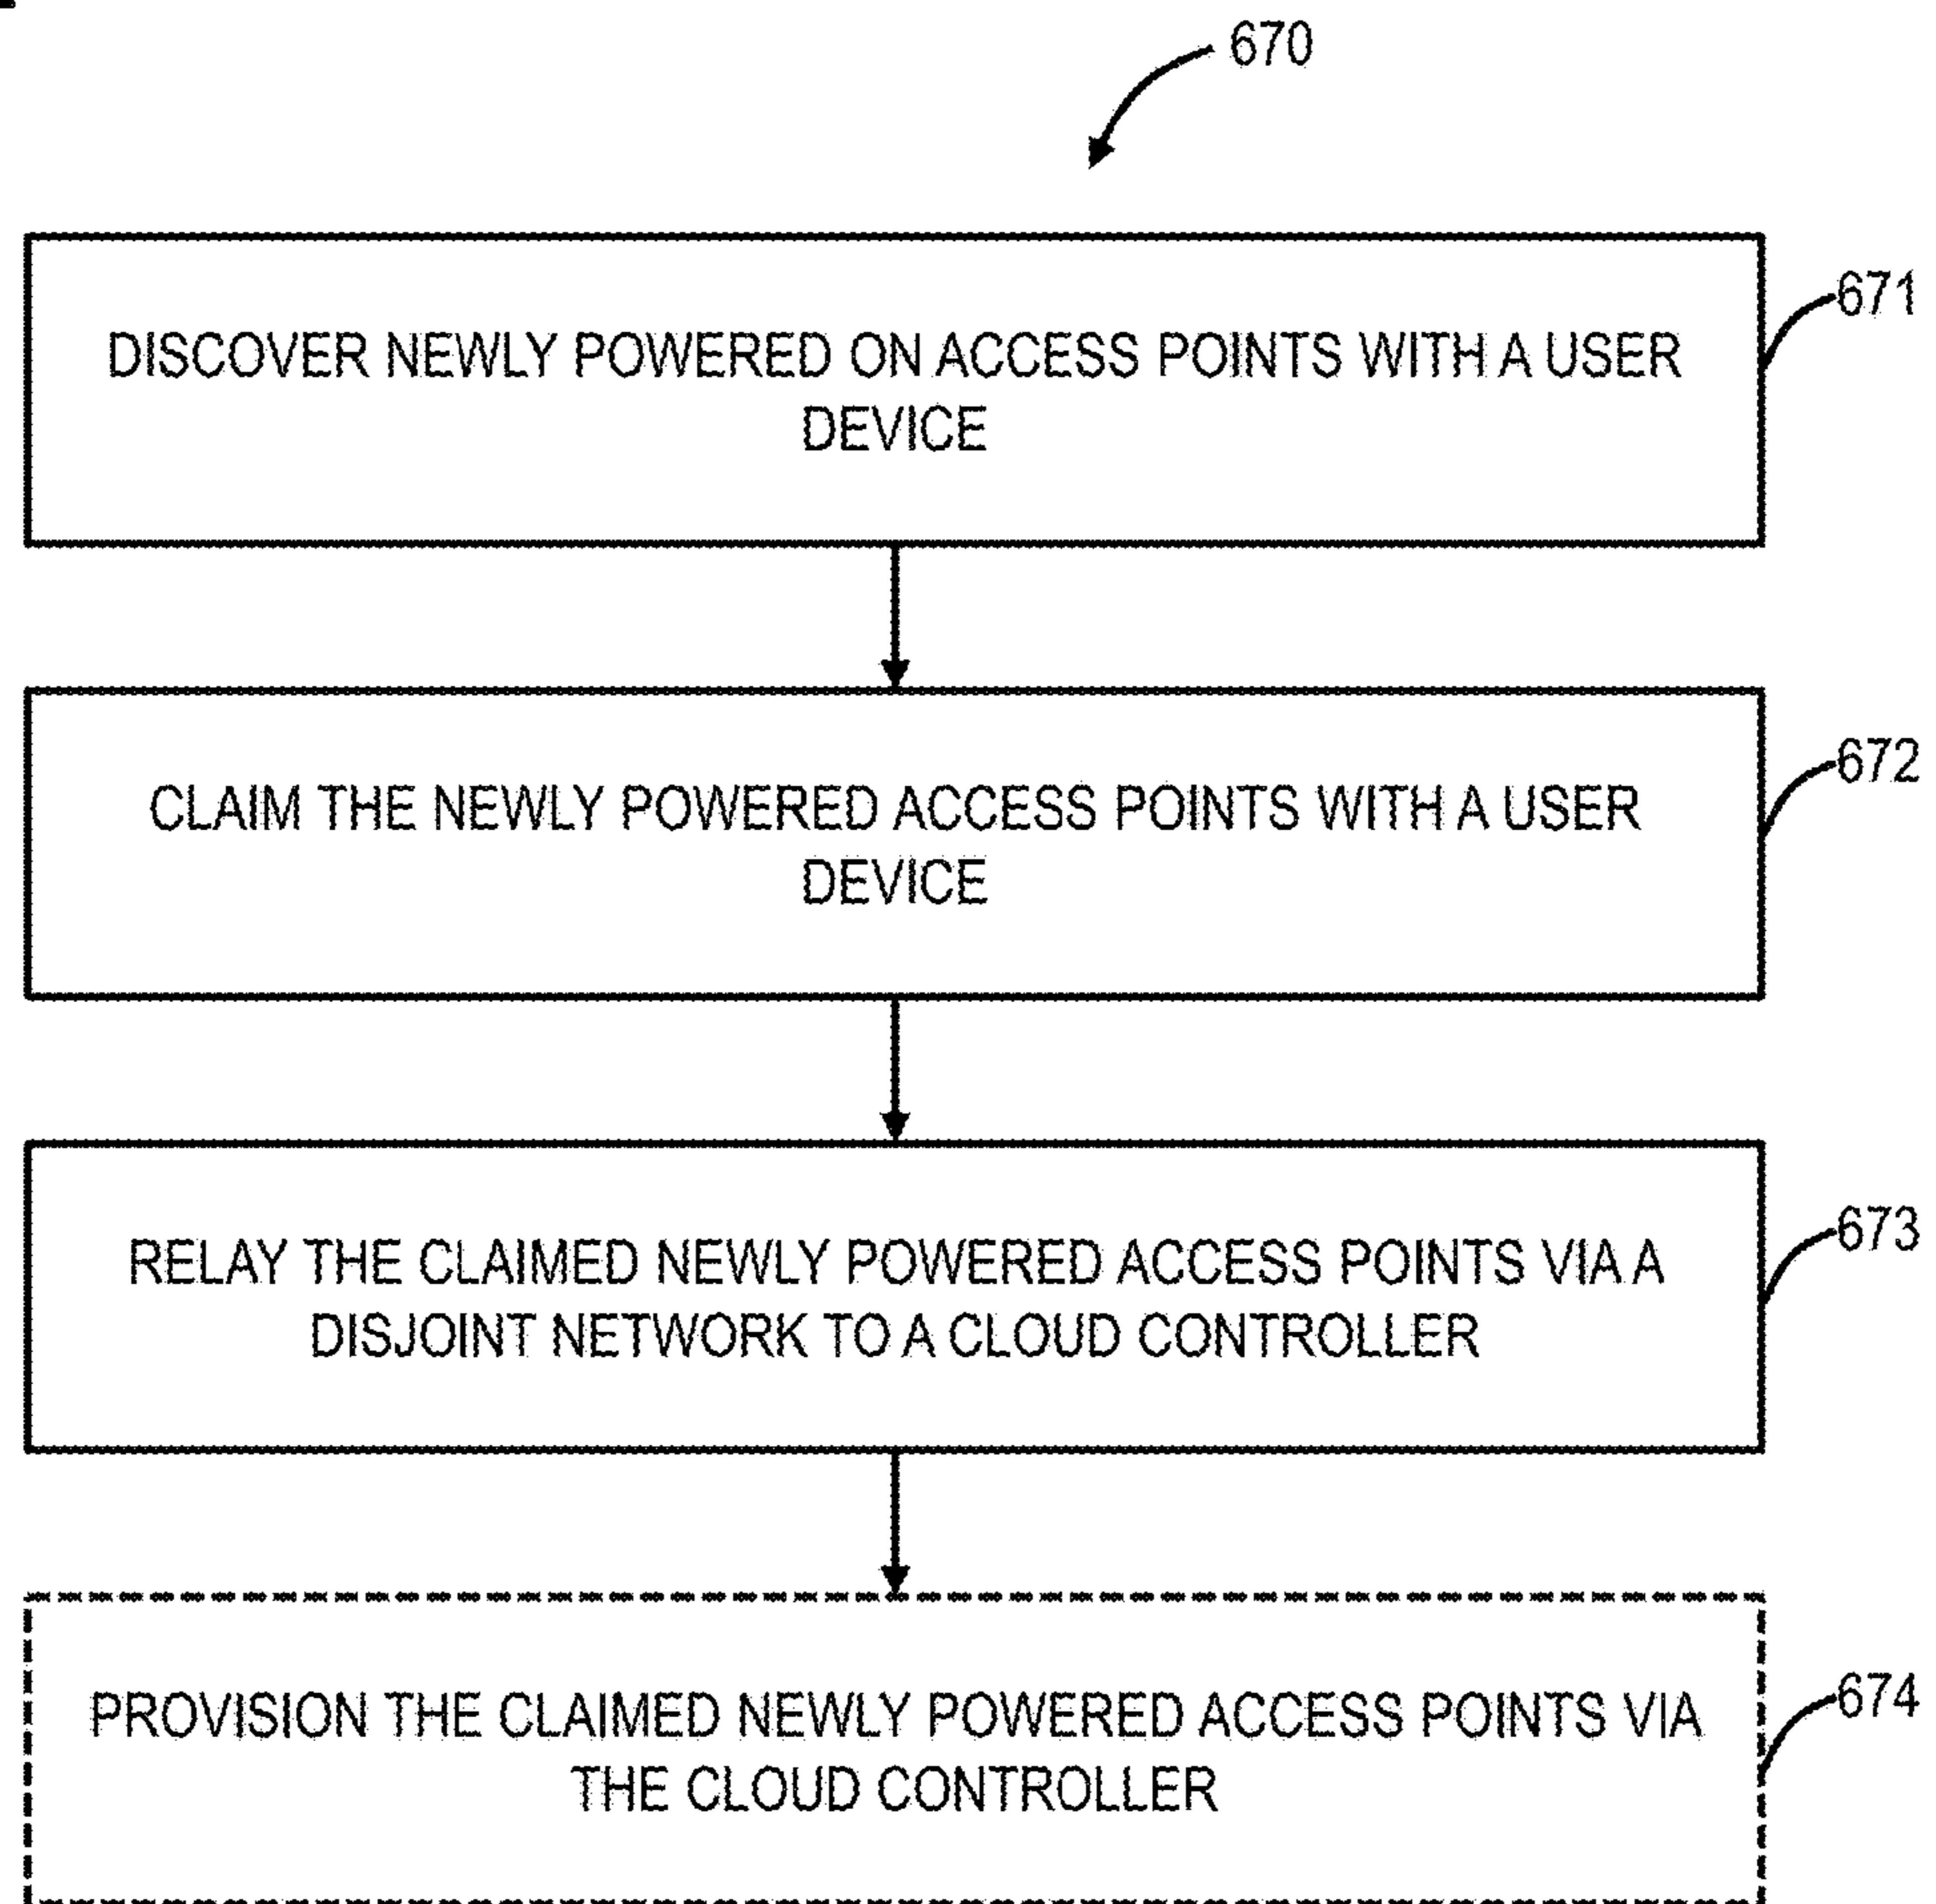 670
DISCOVER NEWLY POWERED ON ACCESS POINTS WITH A USER
DEVICE
671
CLAIM THE NEWLY POWERED ACCESS POINTS WITH A USER
DEVICE
672
RELAY THE CLAIMED NEWLY POWERED ACCESS POINTS VIA A
DISJOINT NETWORK TO A CLOUD CONTROLLER
673
PROVISION THE CLAIMED NEWLY POWERED ACCESS POINTS VIA
THE CLOUD CONTROLLER
674